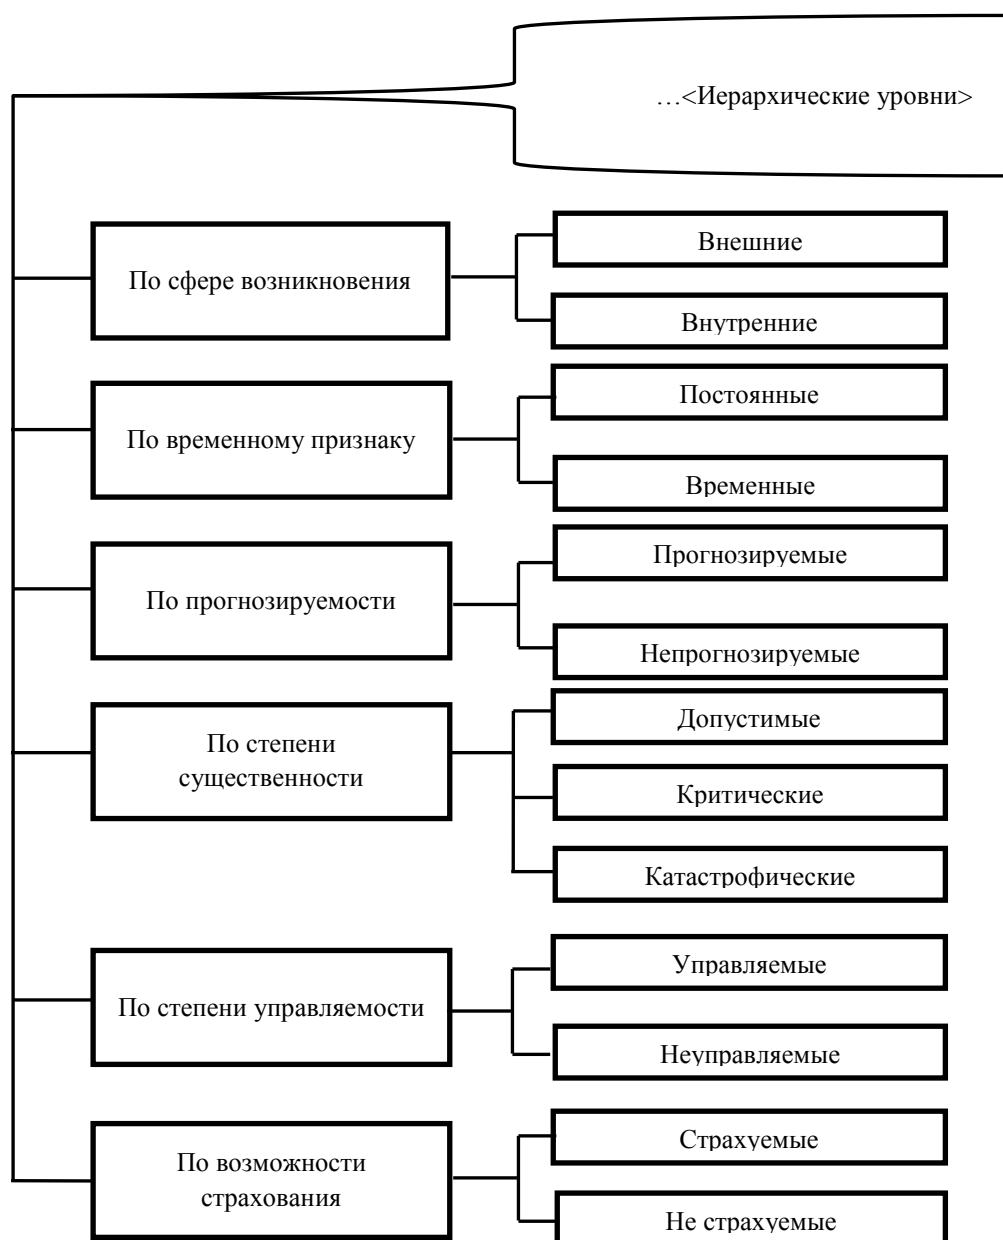 …<Иерархические уровни>
По сфере возникновения
Внешние
Внутренние
По временному признаку
Постоянные
Временные
По прогнозируемости
Прогнозируемые
Непрогнозируемые
По степени
существенности
Допустимые
Критические
Катастрофические
По степени управляемости
Управляемые
Неуправляемые
По возможности
страхования
Страхуемые
Не страхуемые